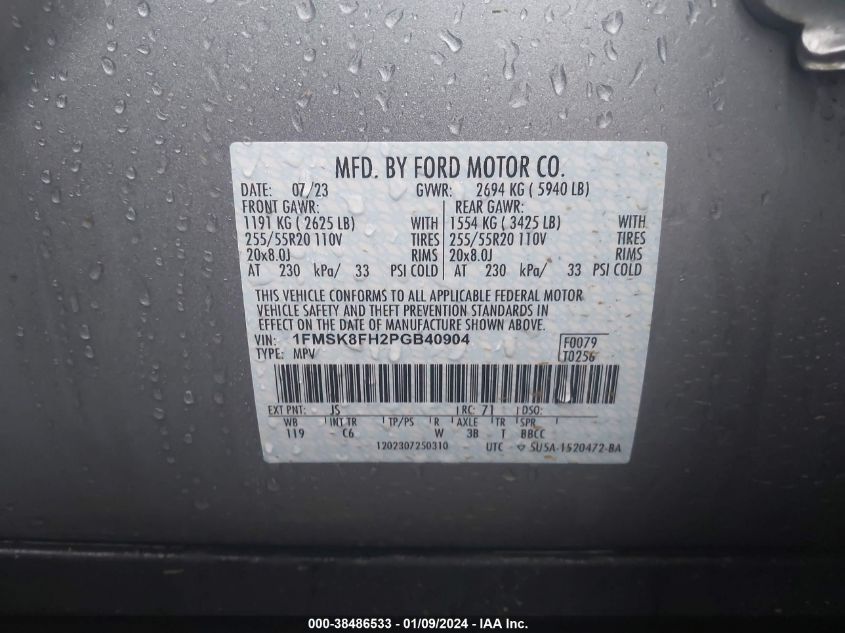 MFD. BY FORD MOTOR CO.
DATE: 07/23 GVWR: 2694 KG ( 5940 LB)
FRONT GAWR: REAR GAWR:
1191 KG ( 2625 LB) WITH 1554 KG ( 3425 LB) WITH
255/55R20 110V TIRES 255/55R20 110V TIRES
20x8.0J RIMS 20x8.0J RIMS
AT 230 kPa/ 33 PSI COLD AT 230 kPa/ 33 PSI COLD
THIS VEHICLE CONFORMS TO ALL APPLICABLE FEDERAL MOTOR
VEHICLE SAFETY AND THEFT PREVENTION STANDARDS IN
EFFECT ON THE DATE OF MANUFACTURE SHOWN ABOVE.
VIN: 1FMSK8FH2PGB40904 F0079
TYPE: MPV T0256
EXT PNT: JS RC: 71 DSO:
WB INT TR TP/PS R AXLE TR SPR
119 C6 W 3B T BBCC
1202307250310 UTC SU5A-1520472-BA
000-38486533 - 01/09/2024 - IAA Inc.